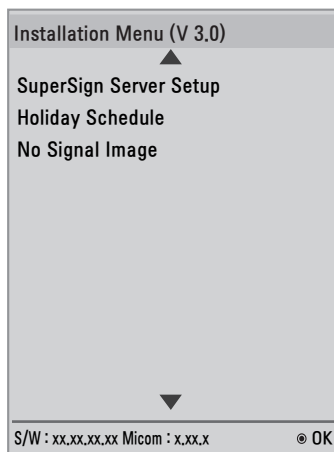 Installation Menu (V 3.0)
SuperSign Server Setup
Holiday Schedule
No Signal Image
S/W : xx.xx.xx.xx Micom : x.xx.x ◉ OK